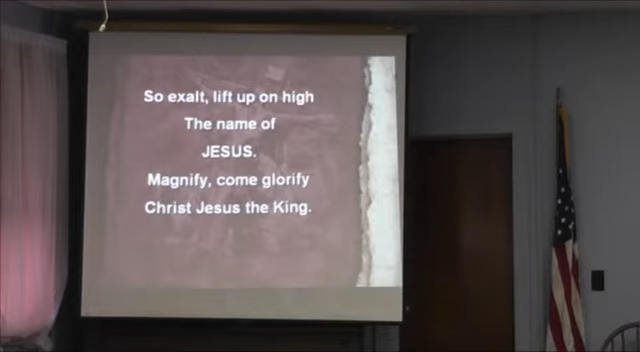 So exalt, lift up on high
The name of
JESUS.
Magnify, come glorify
Christ Jesus the King.